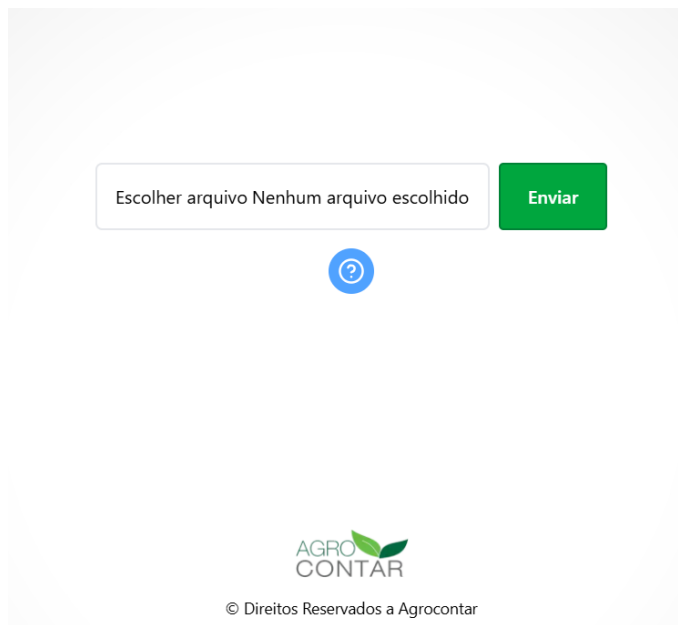 Escolher arquivo Nenhum arquivo escolhido
Enviar
?
AGRO
CONTAR
© Direitos Reservados a Agrocontar